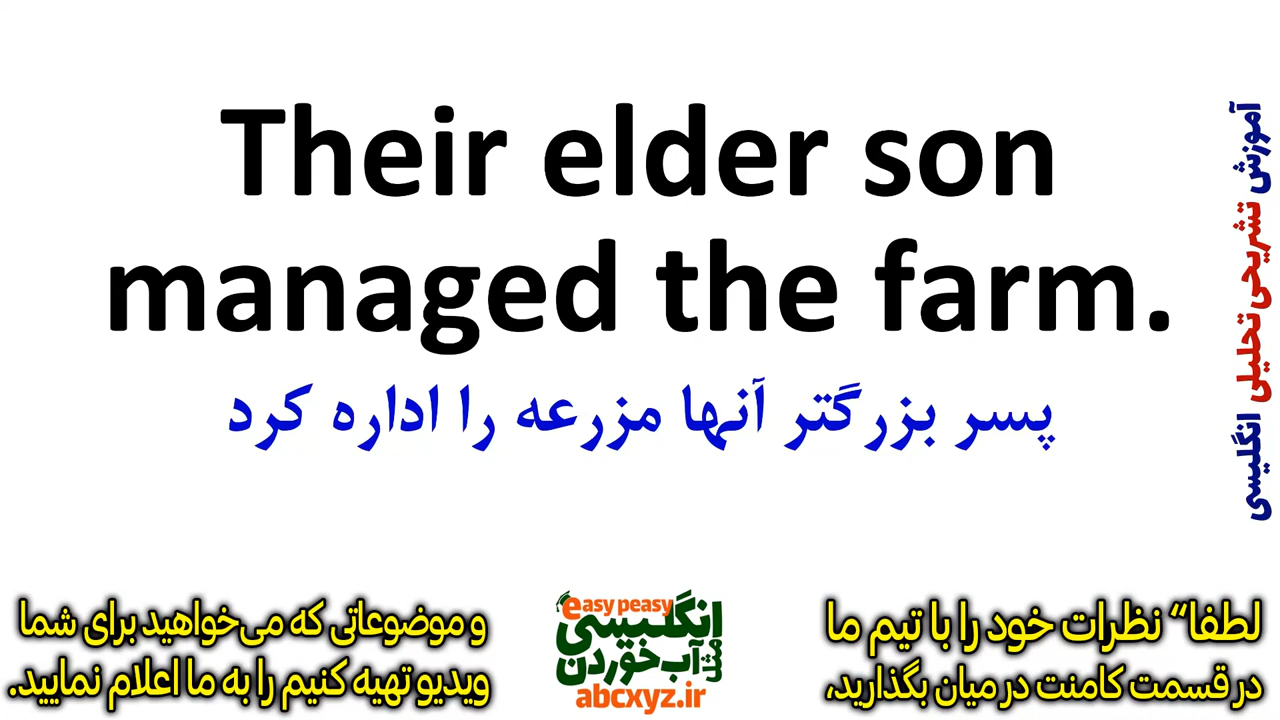 Their elder son
managed the farm.
پسر بزرگتر آنها مزرعه را اداره کرد
آموزش تشریحی تحلیلی انگلیسی
لطفا“ نظرات خود را با تیم ما
در قسمت کامنت در میان بگذارید،
easy peasy
انگلیسی
مثل آب خوردن
abcxyz.ir
و موضوعاتی که می‌خواهید برای شما
ویدیو تهیه کنیم را به ما اعلام نمایید.